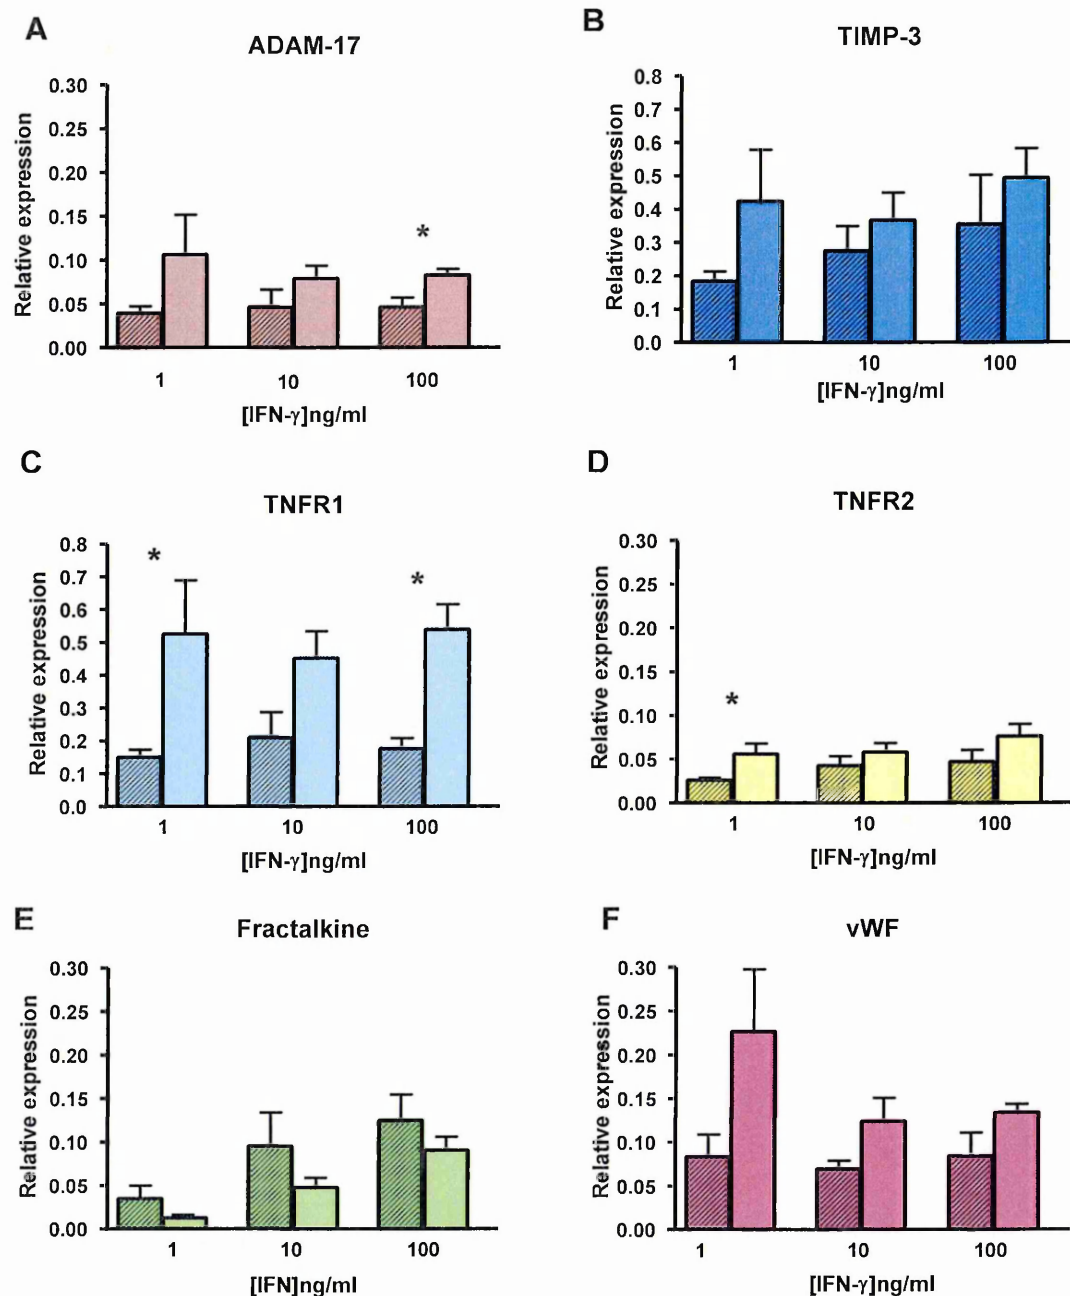 A
ADAM-17
Relative expression
0.30
0.25
0.20
0.15
0.10
0.05
0.00
*
1 10 100
[IFN-γ]ng/ml
B
TIMP-3
Relative expression
0.8
0.7
0.6
0.5
0.4
0.3
0.2
0.1
0.0
1 10 100
[IFN-γ]ng/ml
C
TNFR1
Relative expression
0.8
0.7
0.6
0.5
0.4
0.3
0.2
0.1
0.0
* *
1 10 100
[IFN-γ]ng/ml
D
TNFR2
Relative expression
0.30
0.25
0.20
0.15
0.10
0.05
0.00
*
1 10 100
[IFN-γ]ng/ml
E
Fractalkine
Relative expression
0.30
0.25
0.20
0.15
0.10
0.05
0.00
1 10 100
[IFN]ng/ml
F
vWF
Relative expression
0.30
0.25
0.20
0.15
0.10
0.05
0.00
1 10 100
[IFN-γ]ng/ml